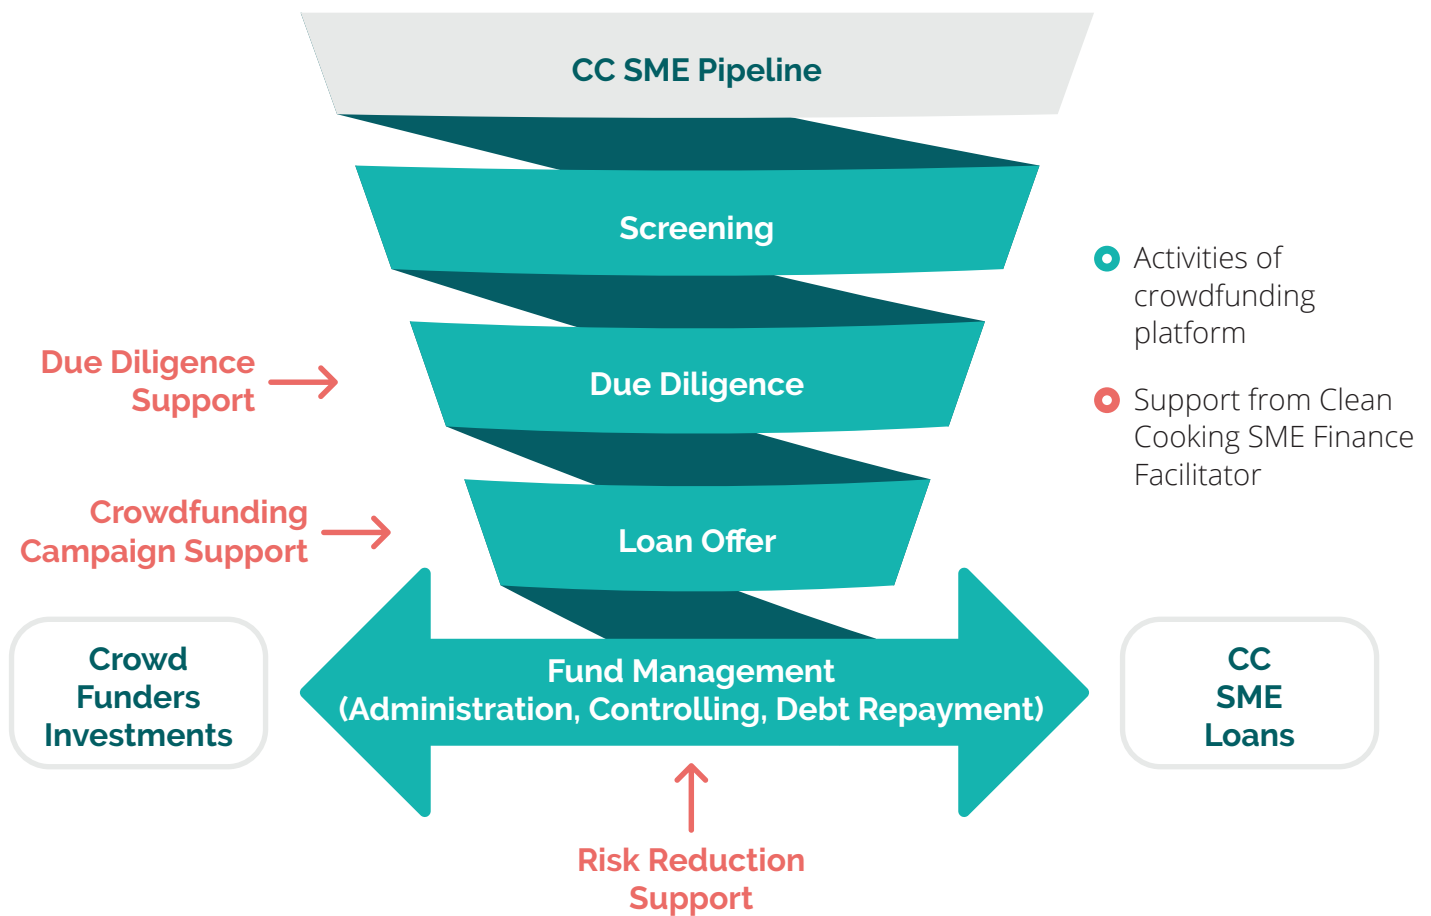 CC SME Pipeline
Screening
Due Diligence
Loan Offer
Fund Management
(Administration, Controlling, Debt Repayment)
Due Diligence
Support
Crowdfunding
Campaign Support
Crowd
Funders
Investments
CC
SME
Loans
Risk Reduction
Support
Activities of
crowdfunding
platform
Support from Clean
Cooking SME Finance
Facilitator